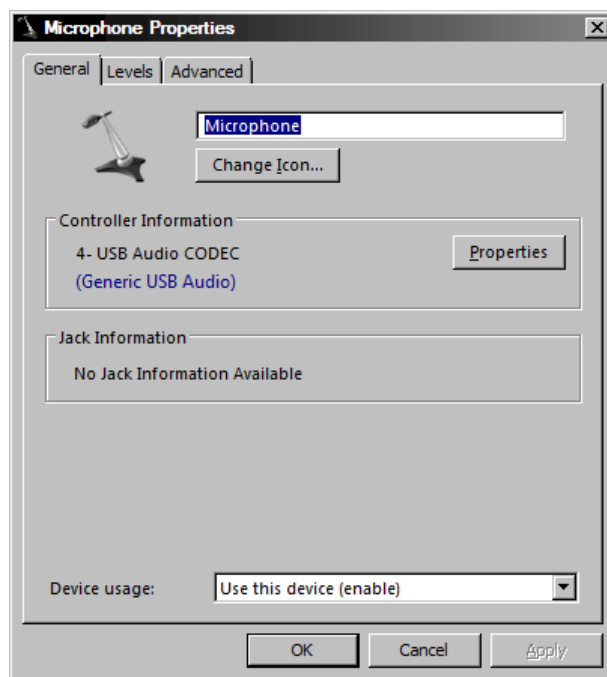 Microphone Properties
General Levels Advanced
Microphone
Change Icon...
Controller Information
4- USB Audio CODEC
Properties
(Generic USB Audio)
Jack Information
No Jack Information Available
Device usage: Use this device (enable)
OK Cancel Apply